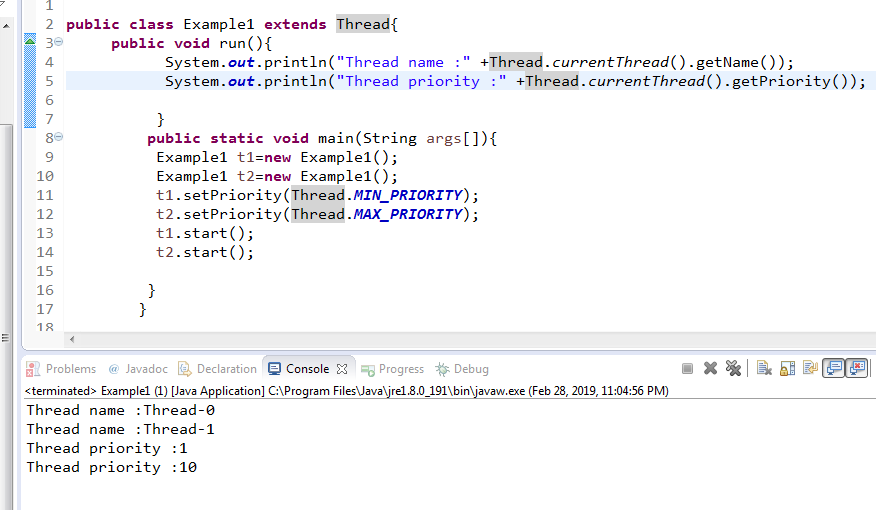 1
2 public class Example1 extends Thread{
3 public void run(){
4 System.out.println("Thread name :" +Thread.currentThread().getName());
5 System.out.println("Thread priority :" +Thread.currentThread().getPriority());
6
7 }
8 public static void main(String args[]){
9 Example1 t1=new Example1();
10 Example1 t2=new Example1();
11 t1.setPriority(Thread.MIN_PRIORITY);
12 t2.setPriority(Thread.MAX_PRIORITY);
13 t1.start();
14 t2.start();
15
16 }
17 }
18
Problems @ Javadoc Declaration Console Progress Debug
<terminated> Example1 (1) [Java Application] C:\Program Files\Java\jre1.8.0_191\bin\javaw.exe (Feb 28, 2019, 11:04:56 PM)
Thread name :Thread-0
Thread name :Thread-1
Thread priority :1
Thread priority :10